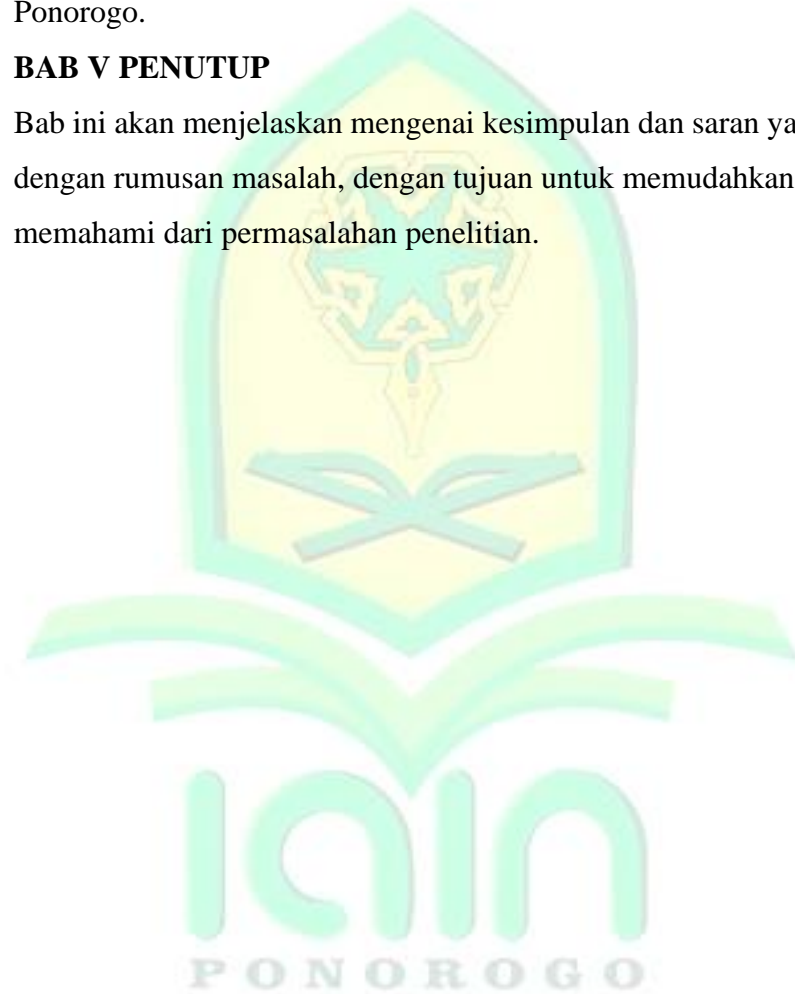 Ponorogo.
BAB V PENUTUP
Bab ini akan menjelaskan mengenai kesimpulan dan saran ya
dengan rumusan masalah, dengan tujuan untuk memudahkan
memahami dari permasalahan penelitian.
iain
PONOROGO